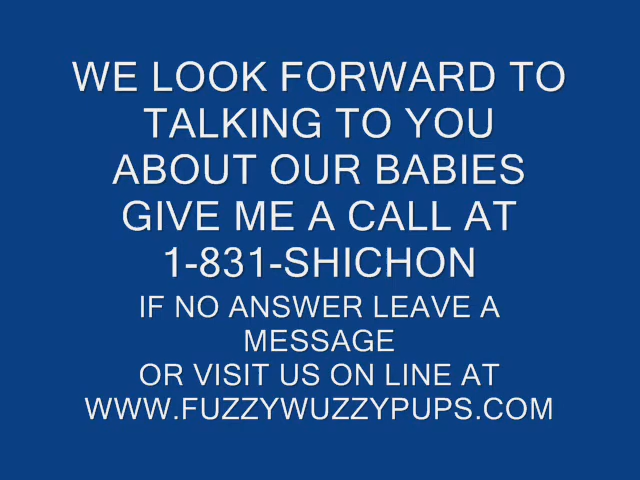 WE LOOK FORWARD TO
TALKING TO YOU
ABOUT OUR BABIES
GIVE ME A CALL AT
1-831-SHICHON
IF NO ANSWER LEAVE A
MESSAGE
OR VISIT US ON LINE AT
WWW.FUZZYWUZZYPUPS.COM